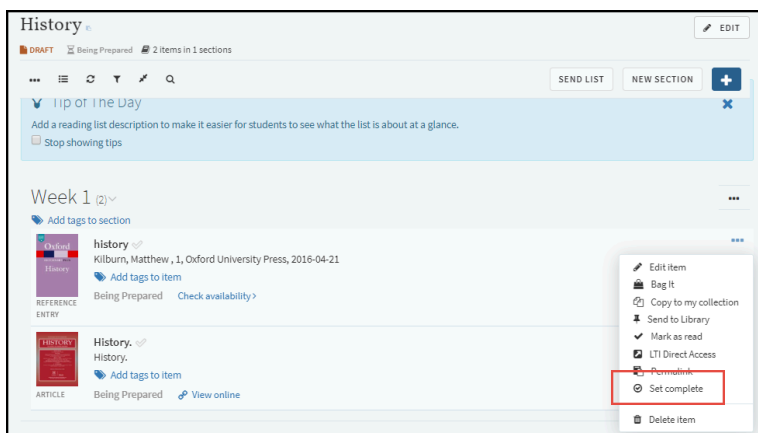 History
EDIT
DRAFT Being Prepared 2 items in 1 sections
SEND LIST NEW SECTION
Tip of The Day
Add a reading list description to make it easier for students to see what the list is about at a glance.
Stop showing tips
Week 1 (2)
Add tags to section
Oxford
History
REFERENCE
ENTRY
history
Kilburn, Matthew , 1, Oxford University Press, 2016-04-21
Add tags to item
Being Prepared Check availability
Edit item
Bag It
Copy to my collection
Send to Library
Mark as read
LTI Direct Access
Permalink
Set complete
Delete item
HISTORY
ARTICLE
History.
History.
Add tags to item
Being Prepared View online